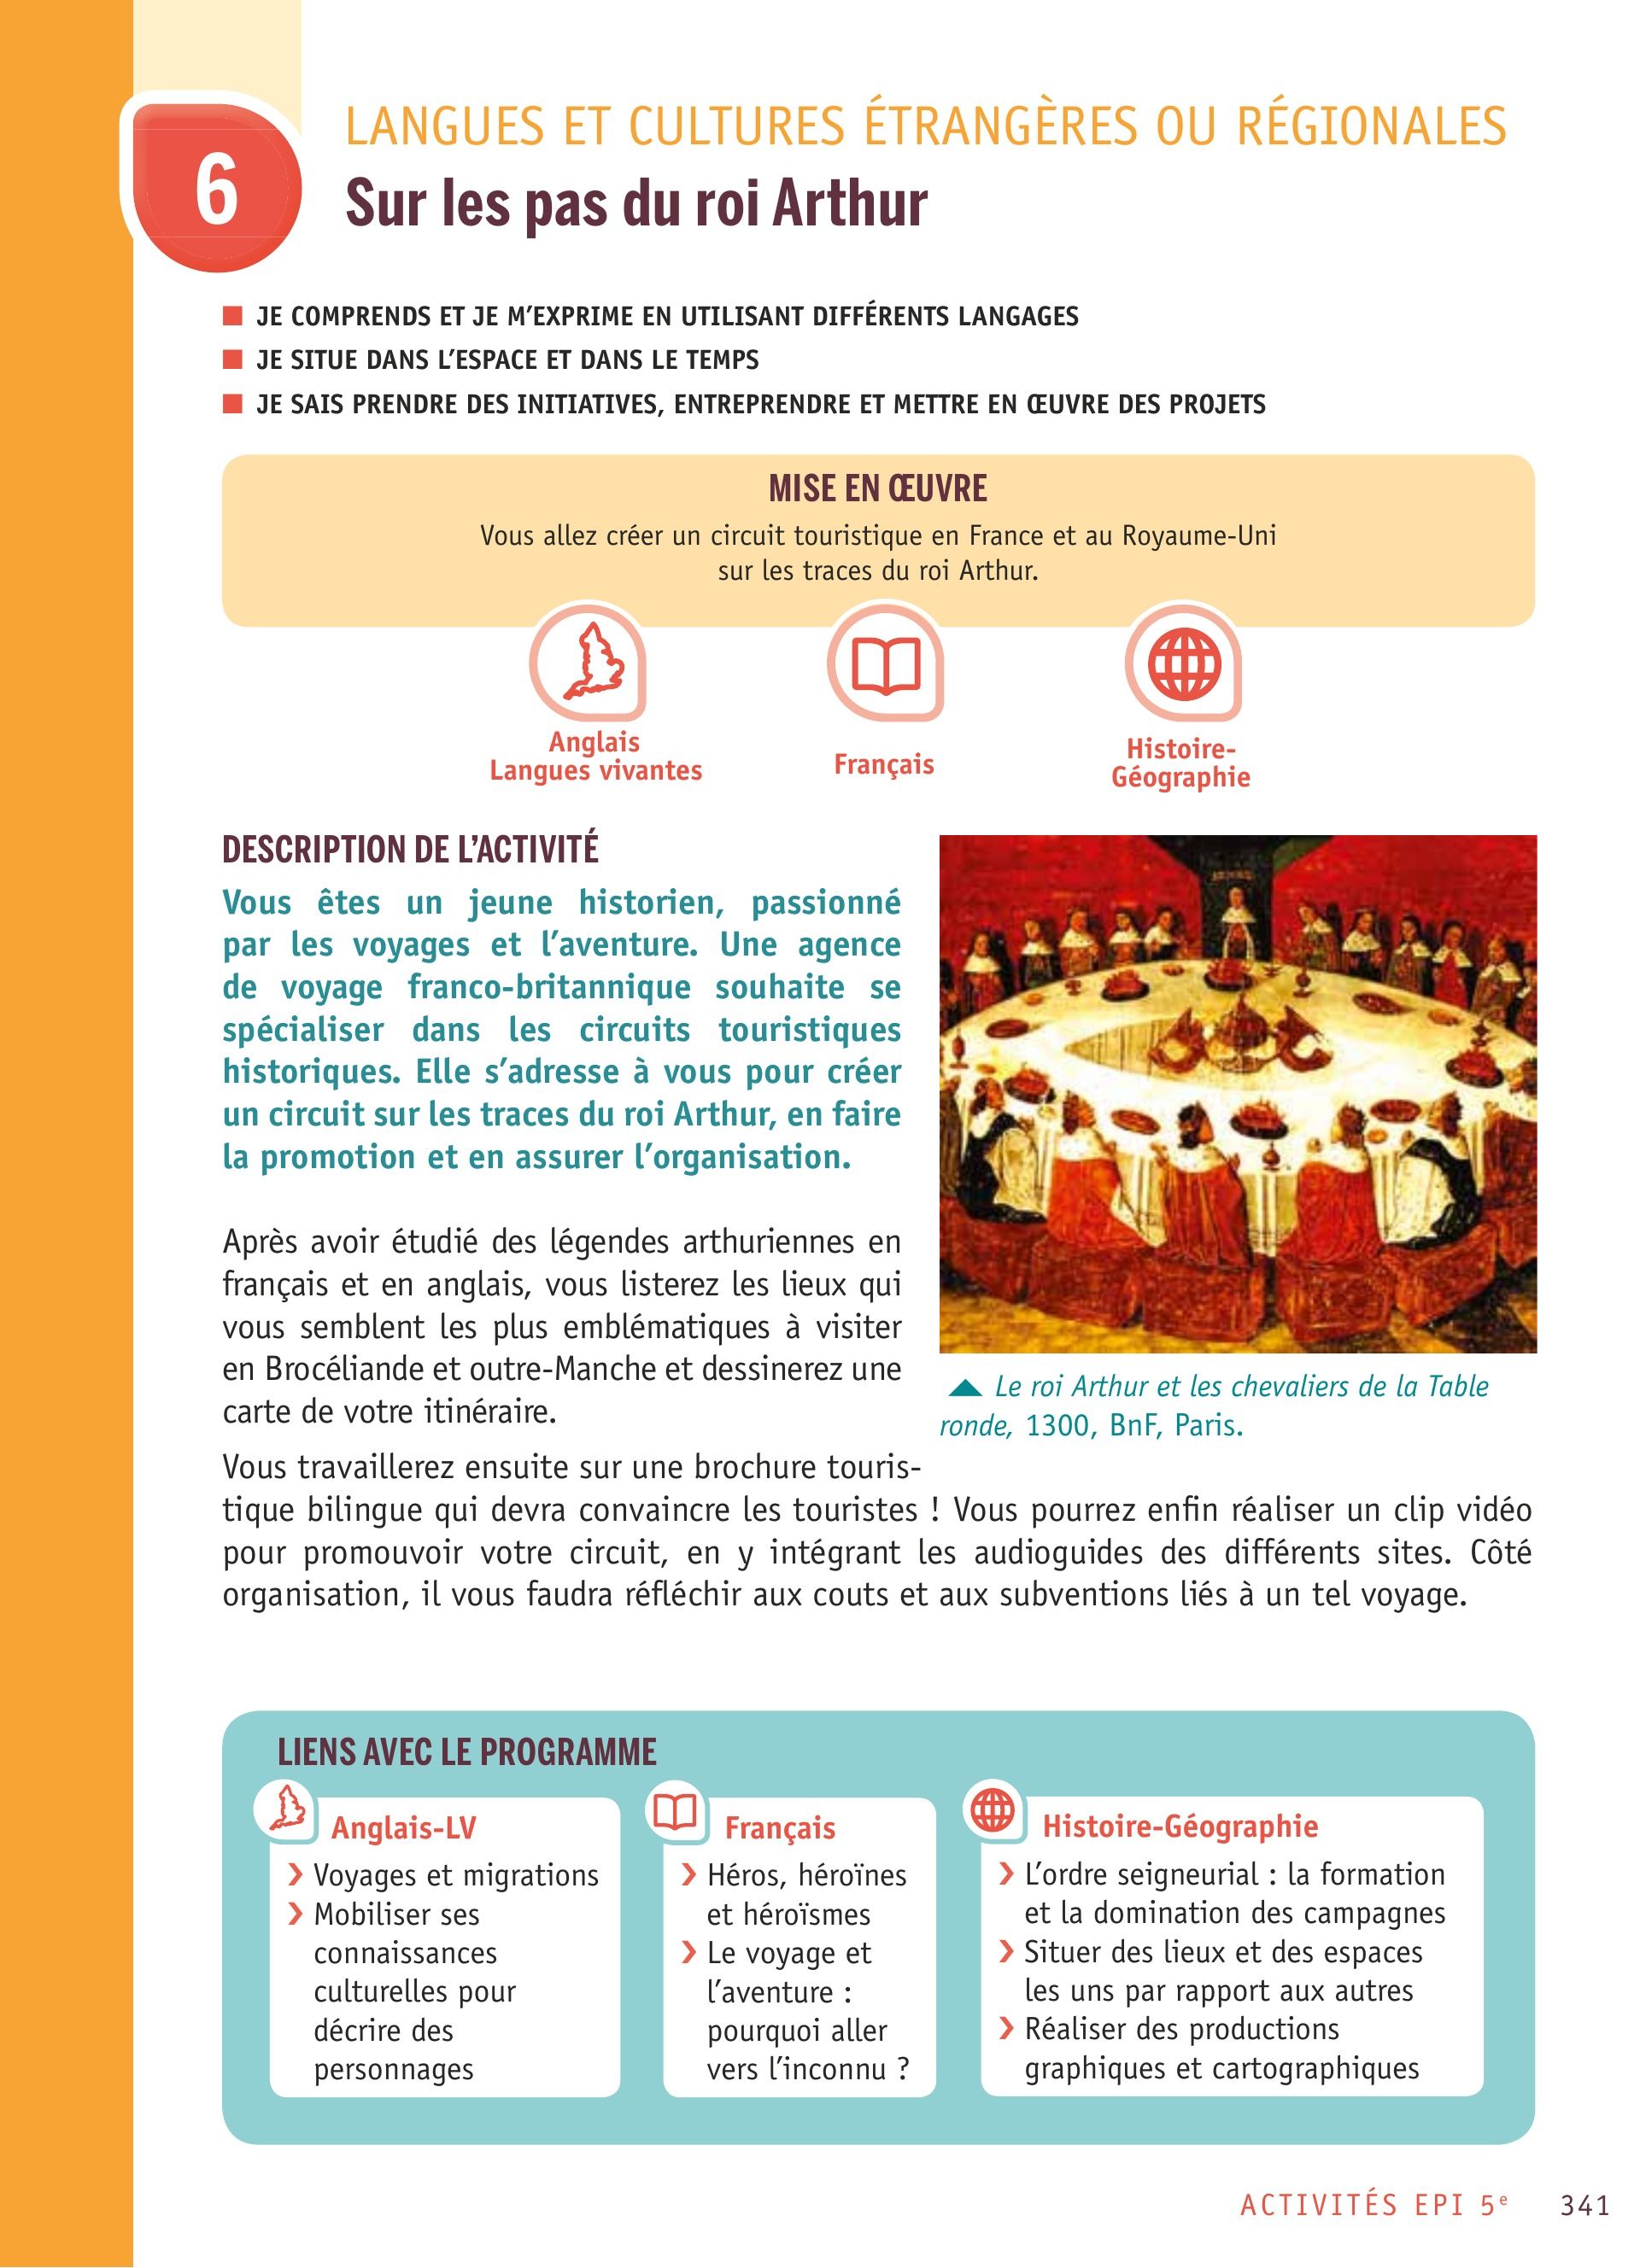 6
LANGUES ET CULTURES ÉTRANGÈRES OU RÉGIONALES
Sur les pas du roi Arthur
JE COMPRENDS ET JE M’EXPRIME EN UTILISANT DIFFÉRENTS LANGAGES
JE SITUE DANS L’ESPACE ET DANS LE TEMPS
JE SAIS PRENDRE DES INITIATIVES, ENTREPRENDRE ET METTRE EN ŒUVRE DES PROJETS
MISE EN ŒUVRE
Vous allez créer un circuit touristique en France et au Royaume-Uni
sur les traces du roi Arthur.
Anglais
Langues vivantes
Français
Histoire-
Géographie
DESCRIPTION DE L’ACTIVITÉ
Vous êtes un jeune historien, passionné
par les voyages et l’aventure. Une agence
de voyage franco-britannique souhaite se
spécialiser dans les circuits touristiques
historiques. Elle s’adresse à vous pour créer
un circuit sur les traces du roi Arthur, en faire
la promotion et en assurer l’organisation.
Après avoir étudié des légendes arthuriennes en
français et en anglais, vous listerez les lieux qui
vous semblent les plus emblématiques à visiter
en Brocéliande et outre-Manche et dessinerez une
carte de votre itinéraire.
Le roi Arthur et les chevaliers de la Table
ronde, 1300, BnF, Paris.
Vous travaillerez ensuite sur une brochure touris-
tique bilingue qui devra convaincre les touristes ! Vous pourrez enfin réaliser un clip vidéo
pour promouvoir votre circuit, en y intégrant les audioguides des différents sites. Côté
organisation, il vous faudra réfléchir aux couts et aux subventions liés à un tel voyage.
LIENS AVEC LE PROGRAMME
Anglais-LV
❯ Voyages et migrations
❯ Mobiliser ses
connaissances
culturelles pour
décrire des
personnages
Français
❯ Héros, héroïnes
et héroïsmes
❯ Le voyage et
l’aventure :
pourquoi aller
vers l’inconnu ?
Histoire-Géographie
❯ L’ordre seigneurial : la formation
et la domination des campagnes
❯ Situer des lieux et des espaces
les uns par rapport aux autres
❯ Réaliser des productions
graphiques et cartographiques
ACTIVITÉS EPI 5e 341